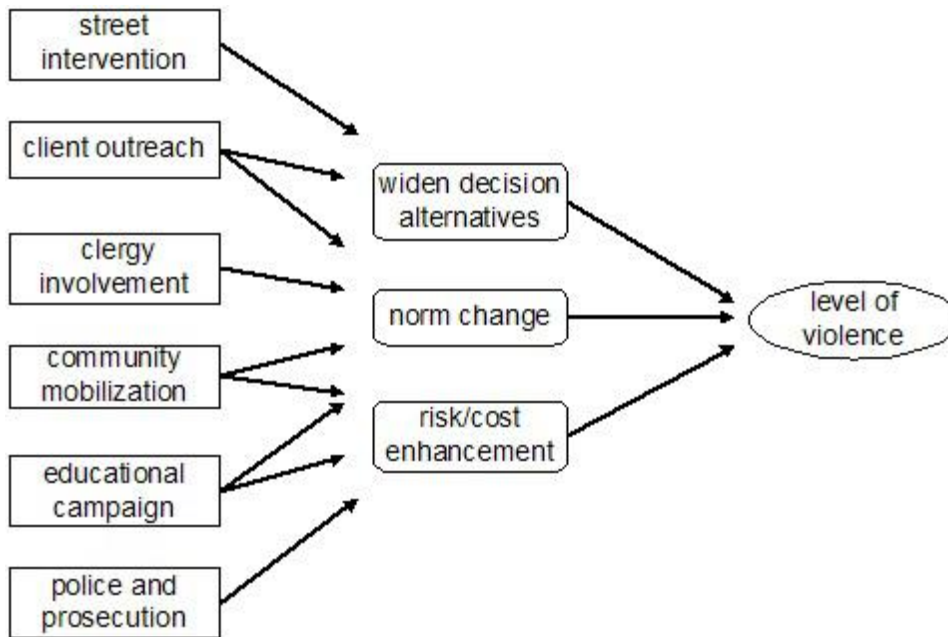 street
intervention
client outreach
clergy
involvement
community
mobilization
educational
campaign
police and
prosecution
widen decision
alternatives
norm change
risk/cost
enhancement
level of
violence